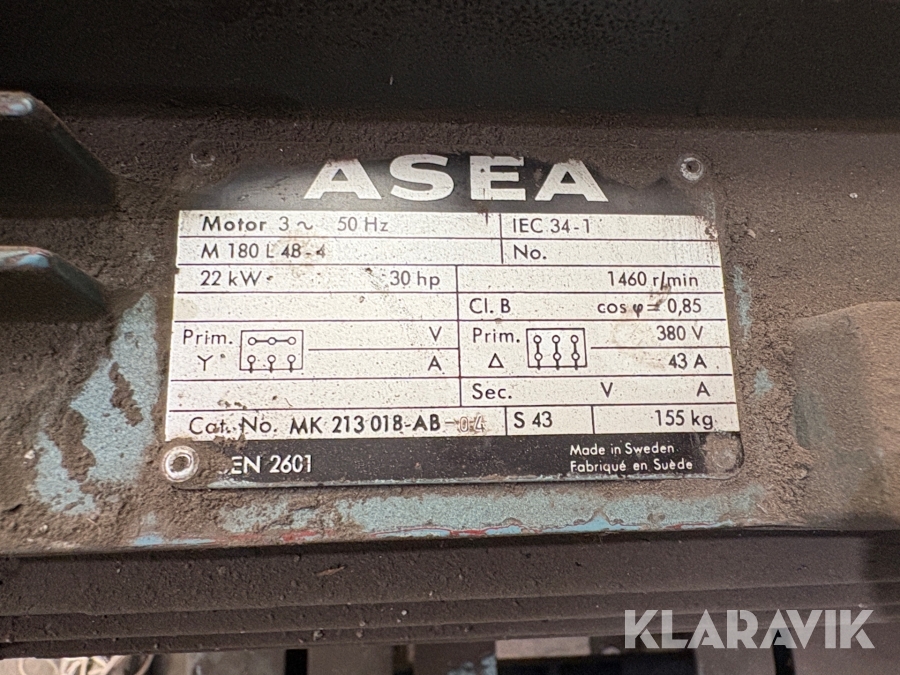 ASEA
Motor 3 ~ 50 Hz IEC 34-1
M 180 L 48-4 No.
22 kW 30 hp 1460 r/min
Cl. B cos φ = 0,85
Prim. V Prim. 380 V
Y A Δ 43 A
Sec. V A
Cat. No. MK 213 018-AB-04 S 43 155 kg
EN 2601 Made in Sweden
Fabriqué en Suède
KLARAVIK